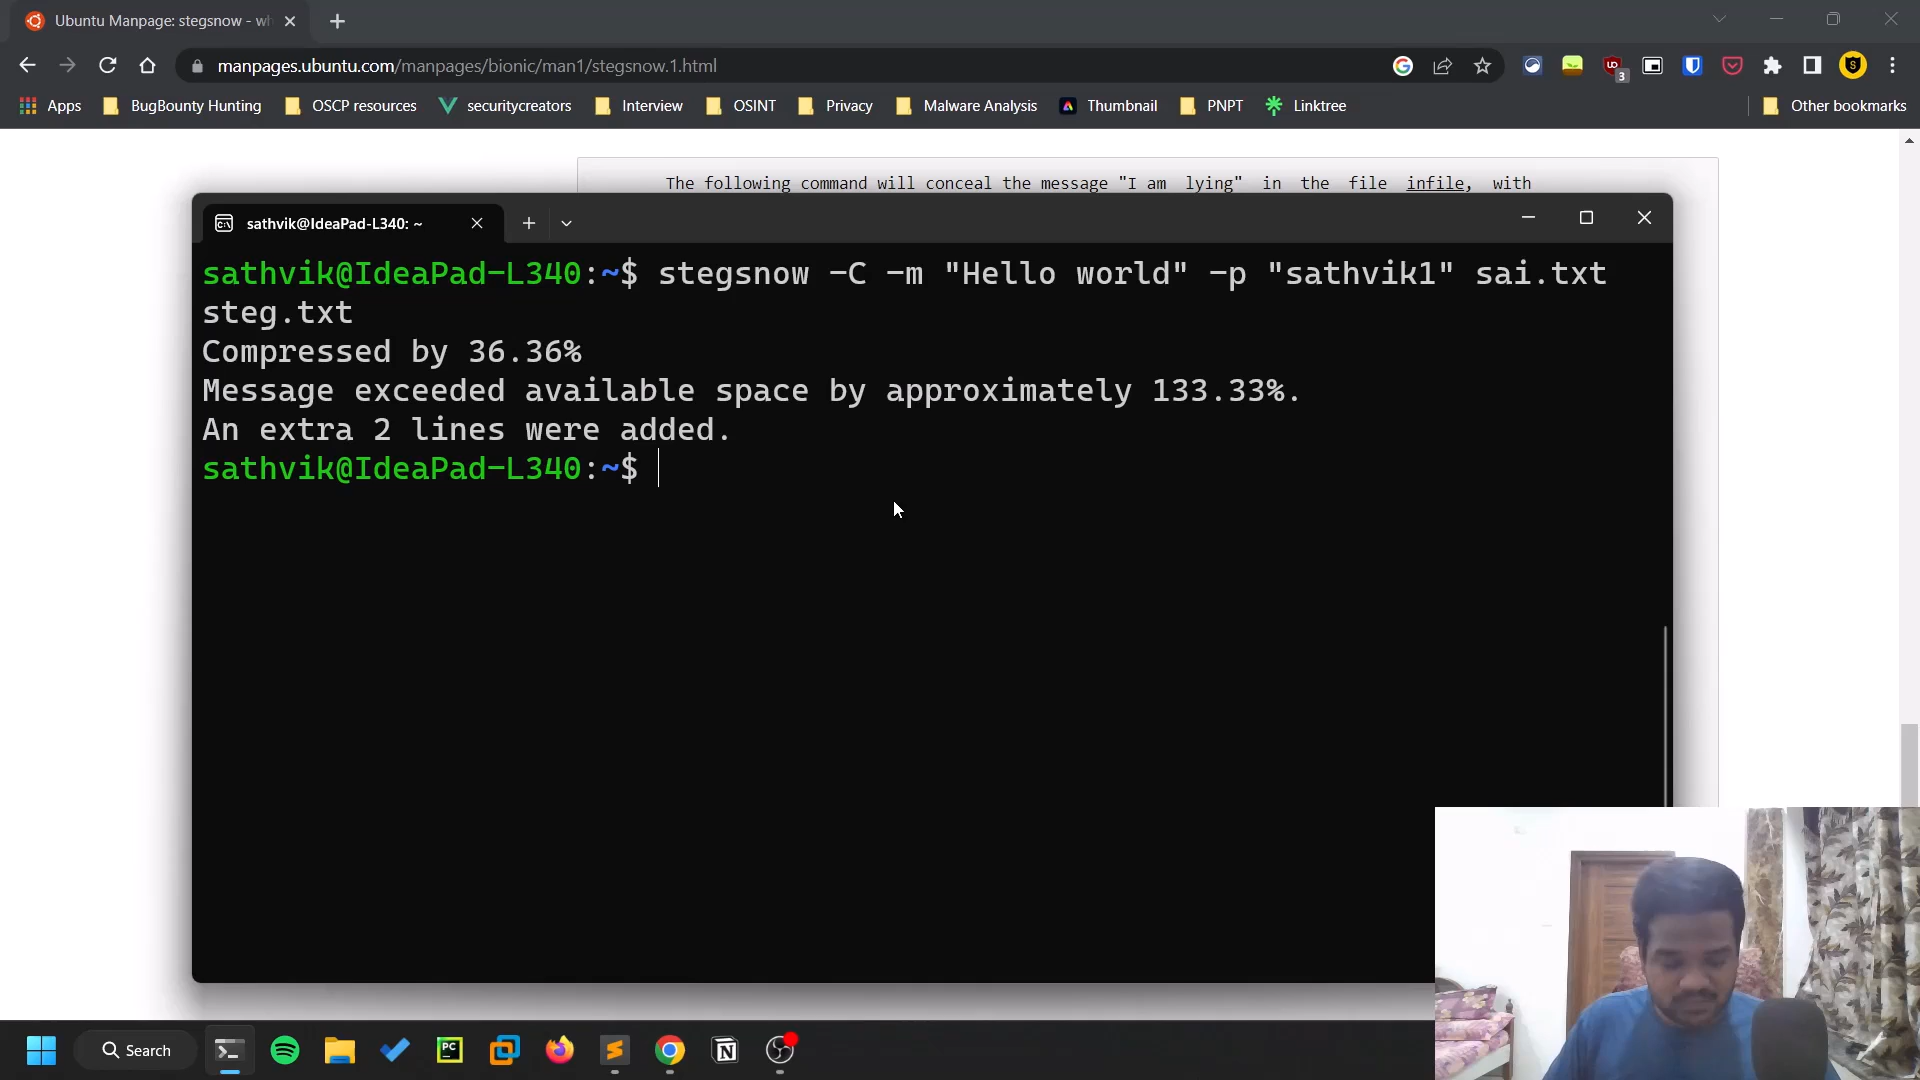 Ubuntu Manpage: stegsnow - wh
manpages.ubuntu.com/manpages/bionic/man1/stegsnow.1.html
3
S
Apps
BugBounty Hunting
OSCP resources
securitycreators
Interview
OSINT
Privacy
Malware Analysis
Thumbnail
PNPT
Linktree
Other bookmarks
The following command will conceal the message "I am lying" in the file infile, with
sathvik@IdeaPad-L340: ~
sathvik@IdeaPad-L340:~$ stegsnow -C -m "Hello world" -p "sathvik1" sai.txt
steg.txt
Compressed by 36.36%
Message exceeded available space by approximately 133.33%.
An extra 2 lines were added.
sathvik@IdeaPad-L340:~$
Search
PC